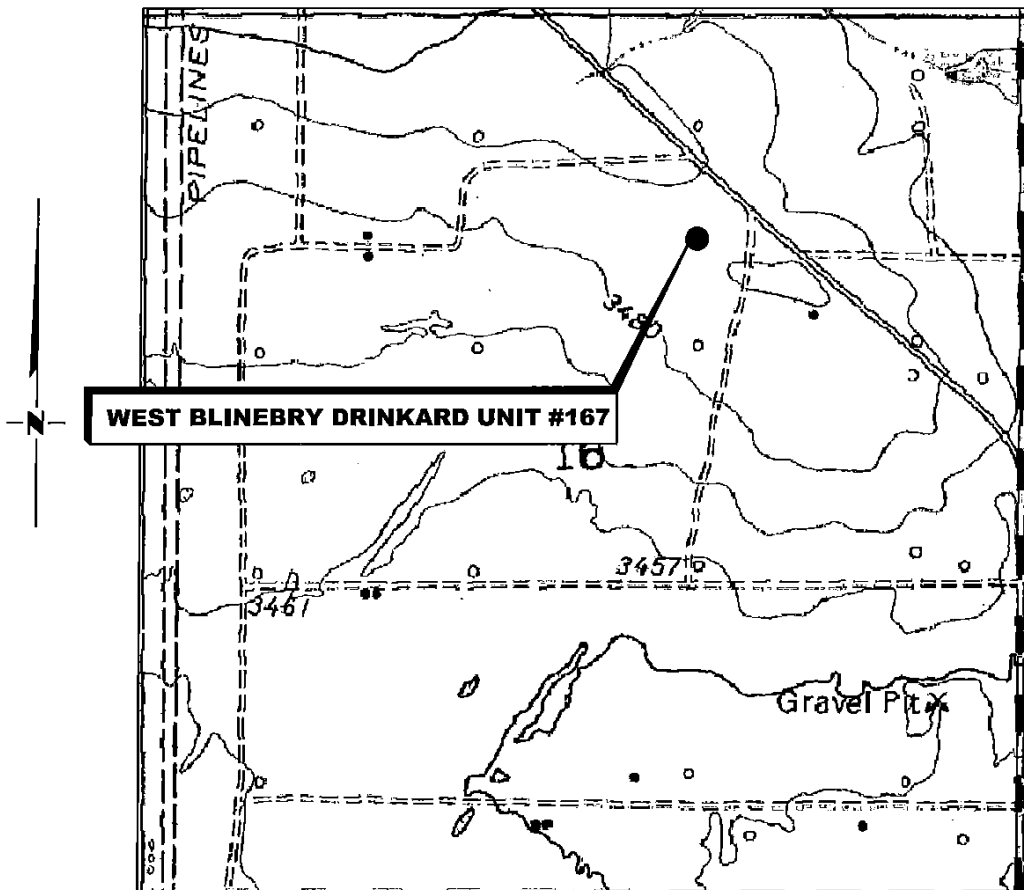 PIPELINES
3480
WEST BLINEBRY DRINKARD UNIT #167
N
16
3457
3461
Gravel Pit